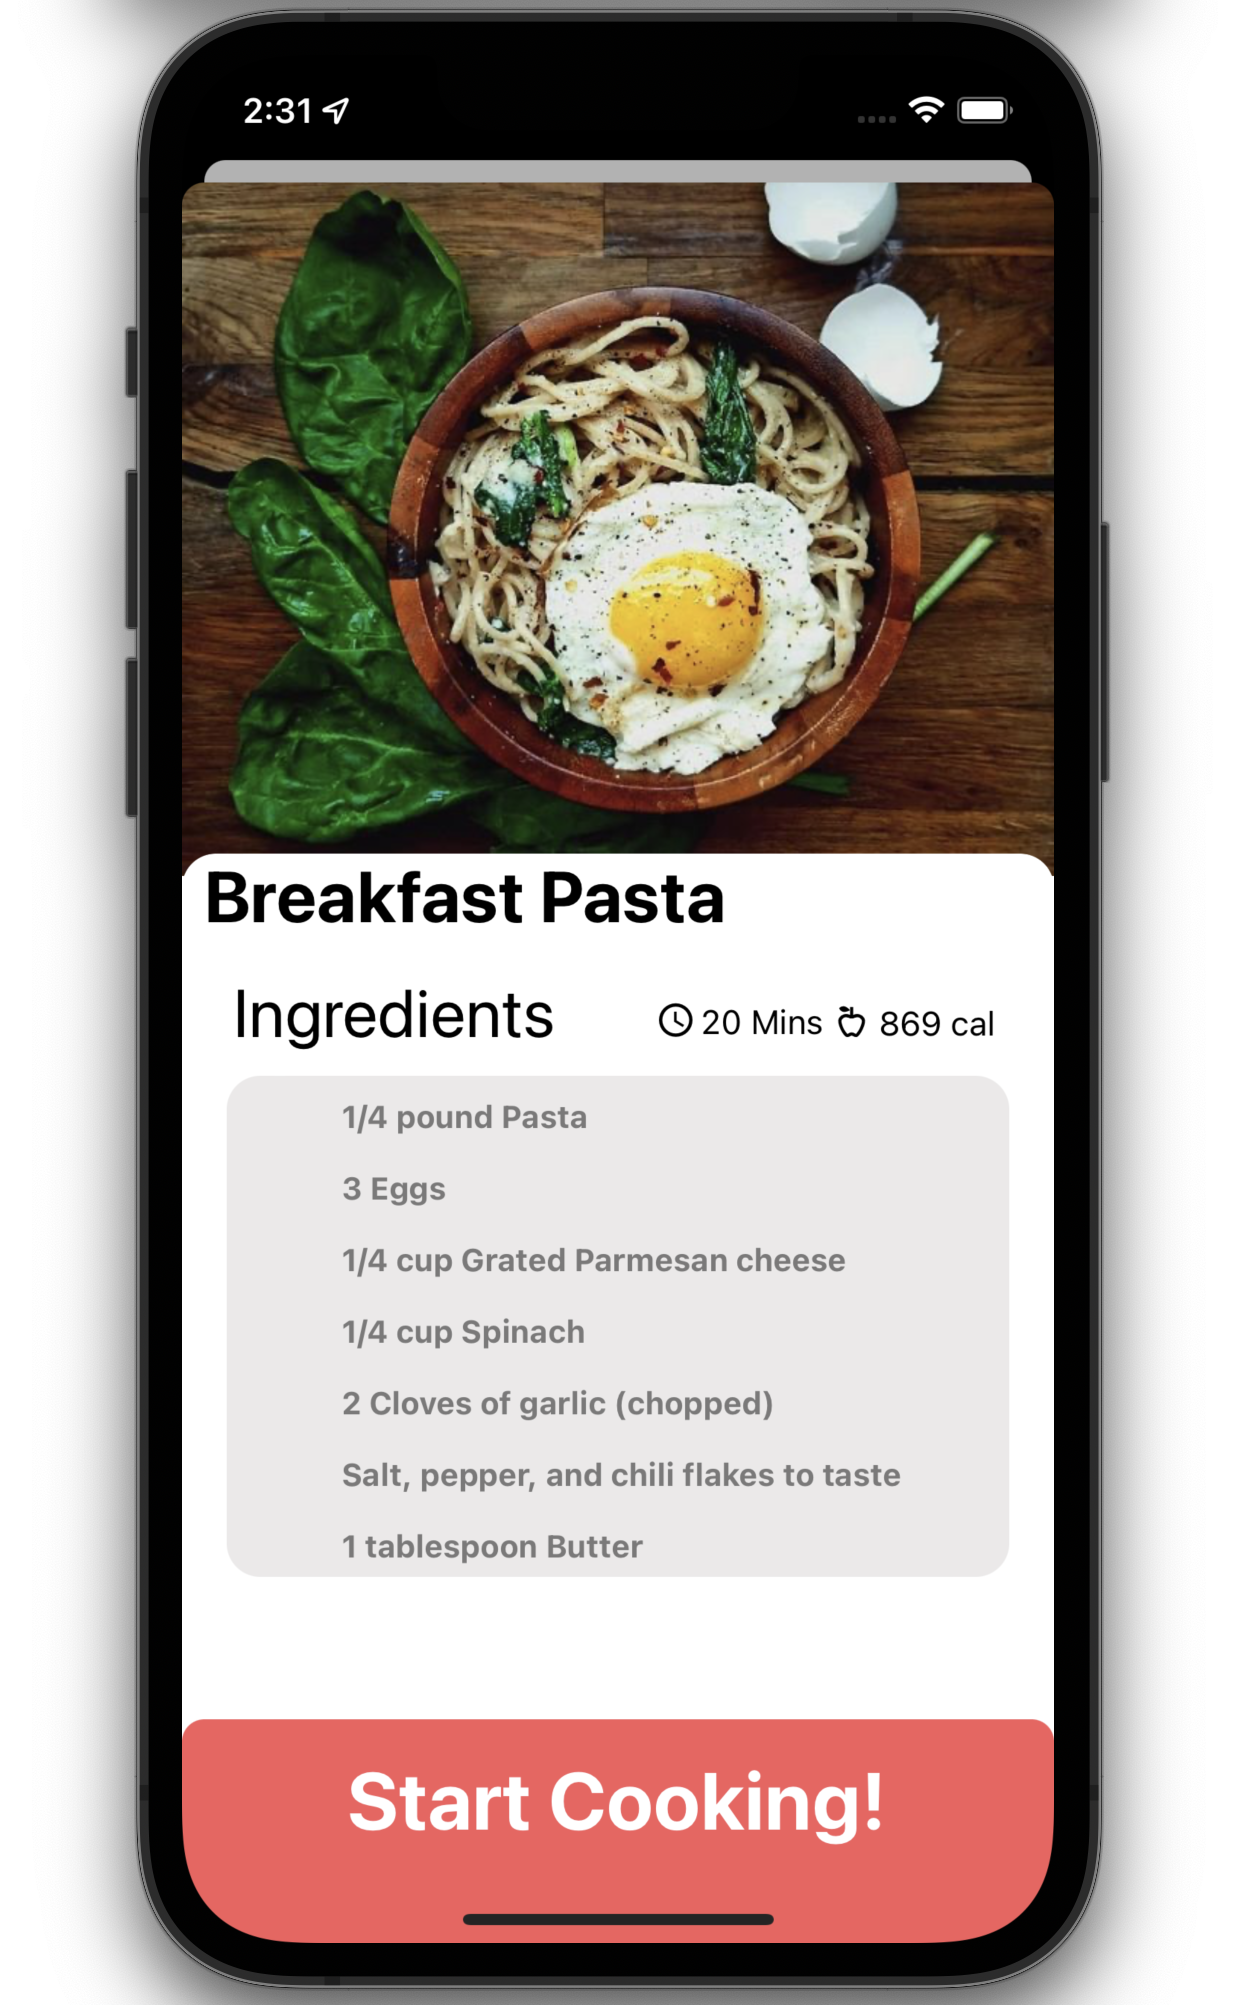 2:31
Breakfast Pasta
Ingredients
20 Mins 869 cal
1/4 pound Pasta
3 Eggs
1/4 cup Grated Parmesan cheese
1/4 cup Spinach
2 Cloves of garlic (chopped)
Salt, pepper, and chili flakes to taste
1 tablespoon Butter
Start Cooking!